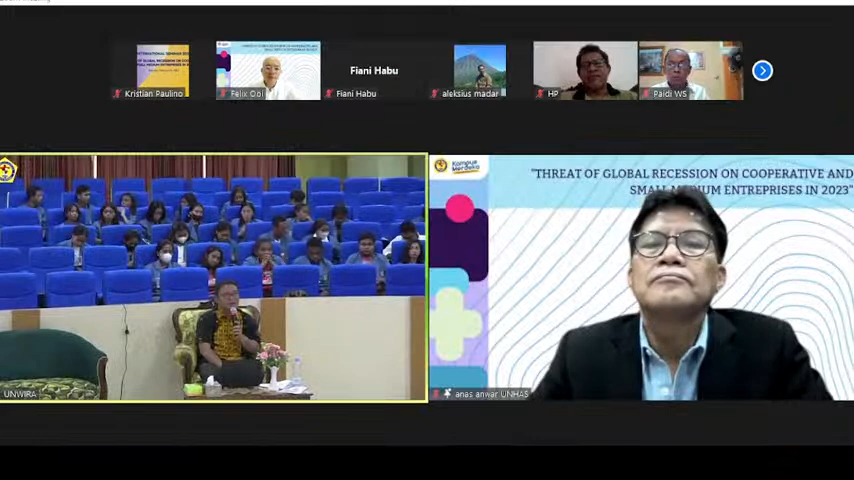 Kristian Paulino
Felix Obi
Fiani Habu
Fiani Habu
aleksius madar
HP
Paidi WS
Kampus
Merdeka
"THREAT OF GLOBAL RECESSION ON COOPERATIVE AND
SMALL MEDIUM ENTREPRISES IN 2023"
UNWIRA
anas anwar UNHAS